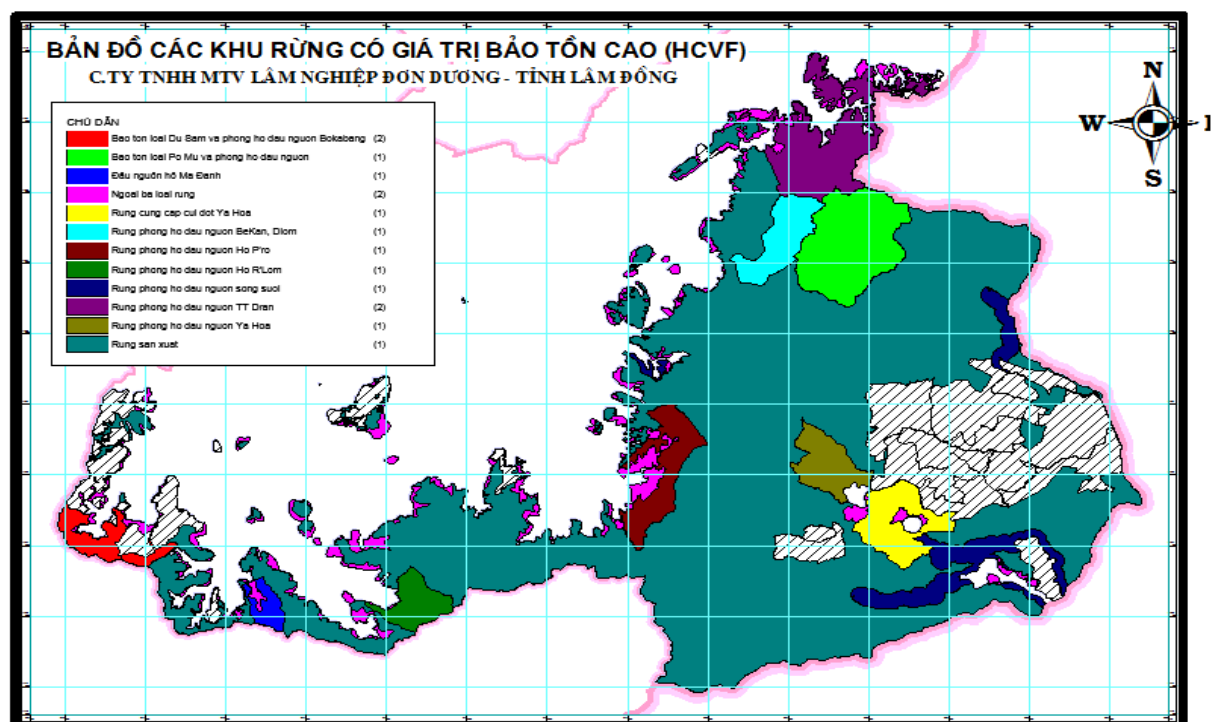 BẢN ĐỒ CÁC KHU RỪNG CÓ GIÁ TRỊ BẢO TỒN CAO (HCVF)
C.TY TNHH MTV LÂM NGHIỆP ĐƠN DƯƠNG - TỈNH LÂM ĐỒNG
N
W
S
CHÚ DẪN
Bao ton loai Du Sam va phong ho dau nguon Bokabang (2)
Bao ton loai Po Mu va phong ho dau nguon (1)
Đầu nguồn hồ Ma Đanh (1)
Ngoai ba loai rung (2)
Rung cung cap cui dot Ya Hoa (1)
Rung phong ho dau nguon BeKan, Diom (1)
Rung phong ho dau nguon Ho P'ro (1)
Rung phong ho dau nguon Ho R'Lom (1)
Rung phong ho dau nguon song suoi (1)
Rung phong ho dau nguon TT Dran (2)
Rung phong ho dau nguon Ya Hoa (1)
Rung san xuat (1)